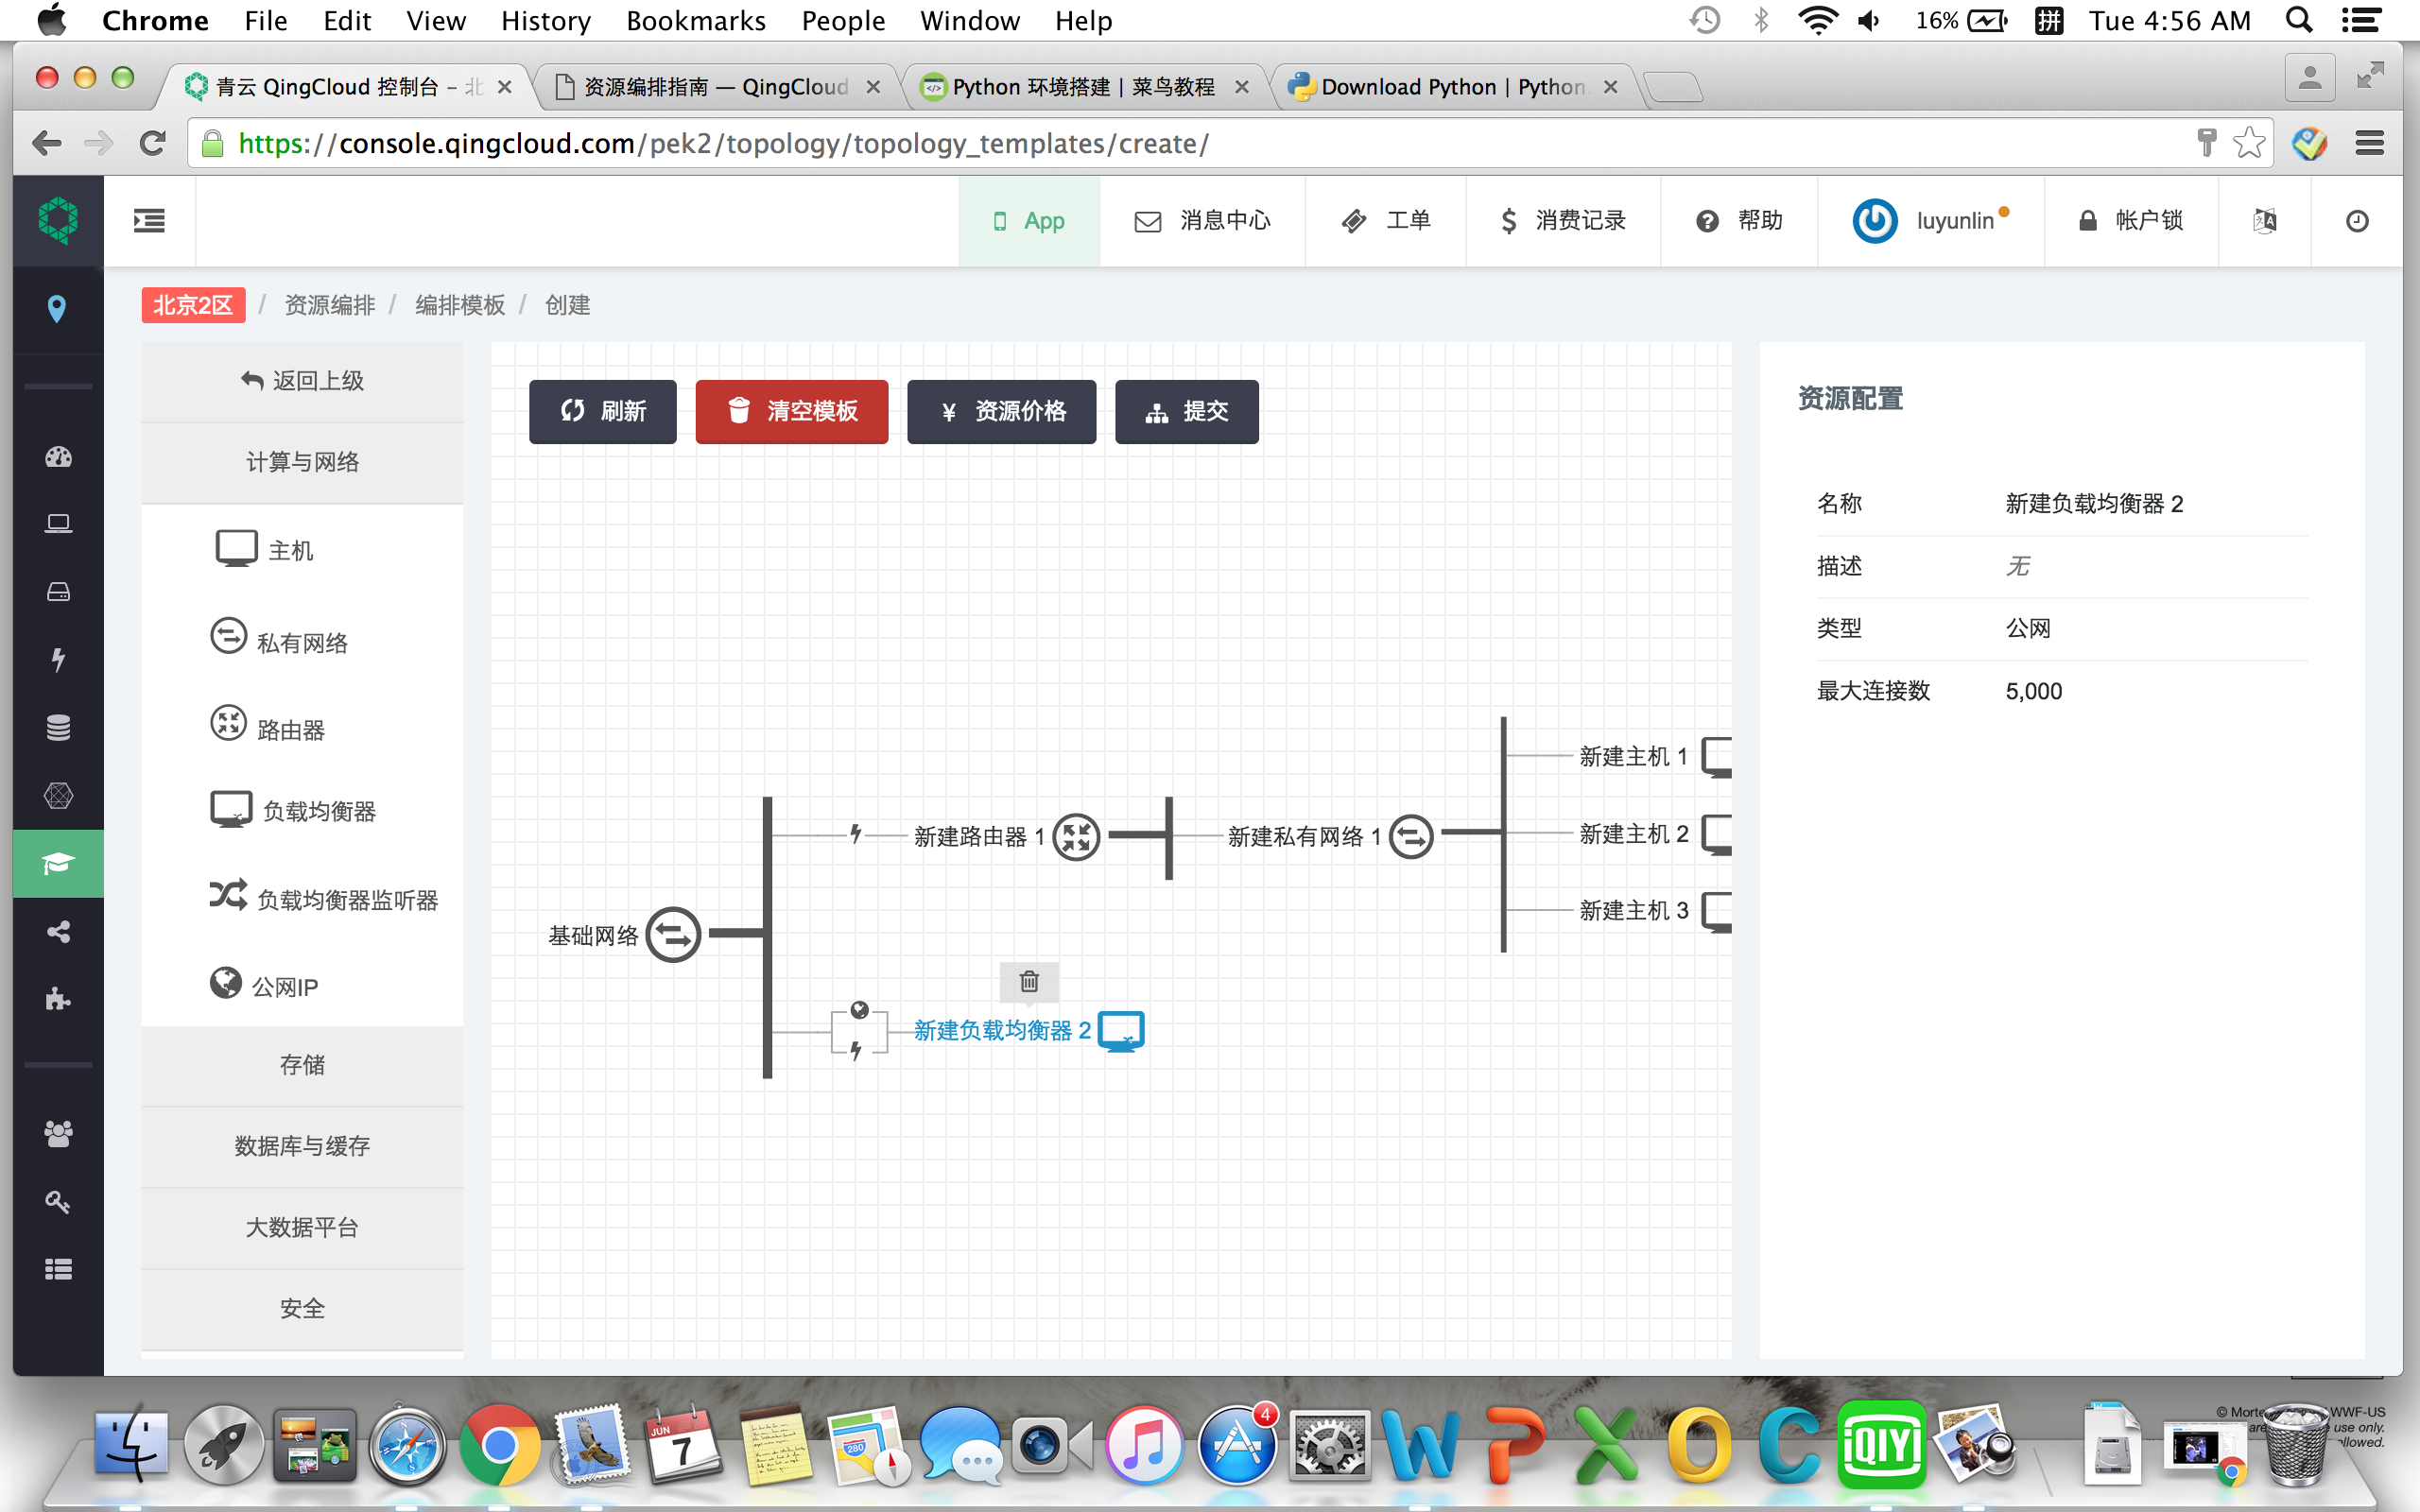 Chrome File Edit View History Bookmarks People Window Help 16% 拼 Tue 4:56 AM
青云 QingCloud 控制台 – 北
资源编排指南 — QingCloud
Python 环境搭建 | 菜鸟教程
Download Python | Python.
https://console.qingcloud.com/pek2/topology/topology_templates/create/
App 消息中心 工单 $ 消费记录 ? 帮助 luyunlin 帐户锁
北京2区 / 资源编排 / 编排模板 / 创建
返回上级
计算与网络
主机
私有网络
路由器
负载均衡器
负载均衡器监听器
公网IP
存储
数据库与缓存
大数据平台
安全
刷新 清空模板 ¥ 资源价格 提交
新建主机 1
新建路由器 1 新建私有网络 1 新建主机 2
新建主机 3
基础网络
新建负载均衡器 2
资源配置
名称 新建负载均衡器 2
描述 无
类型 公网
最大连接数 5,000
JUN
7
280
4
iQIY
© Morte WWF-US
are use only.
llowed.